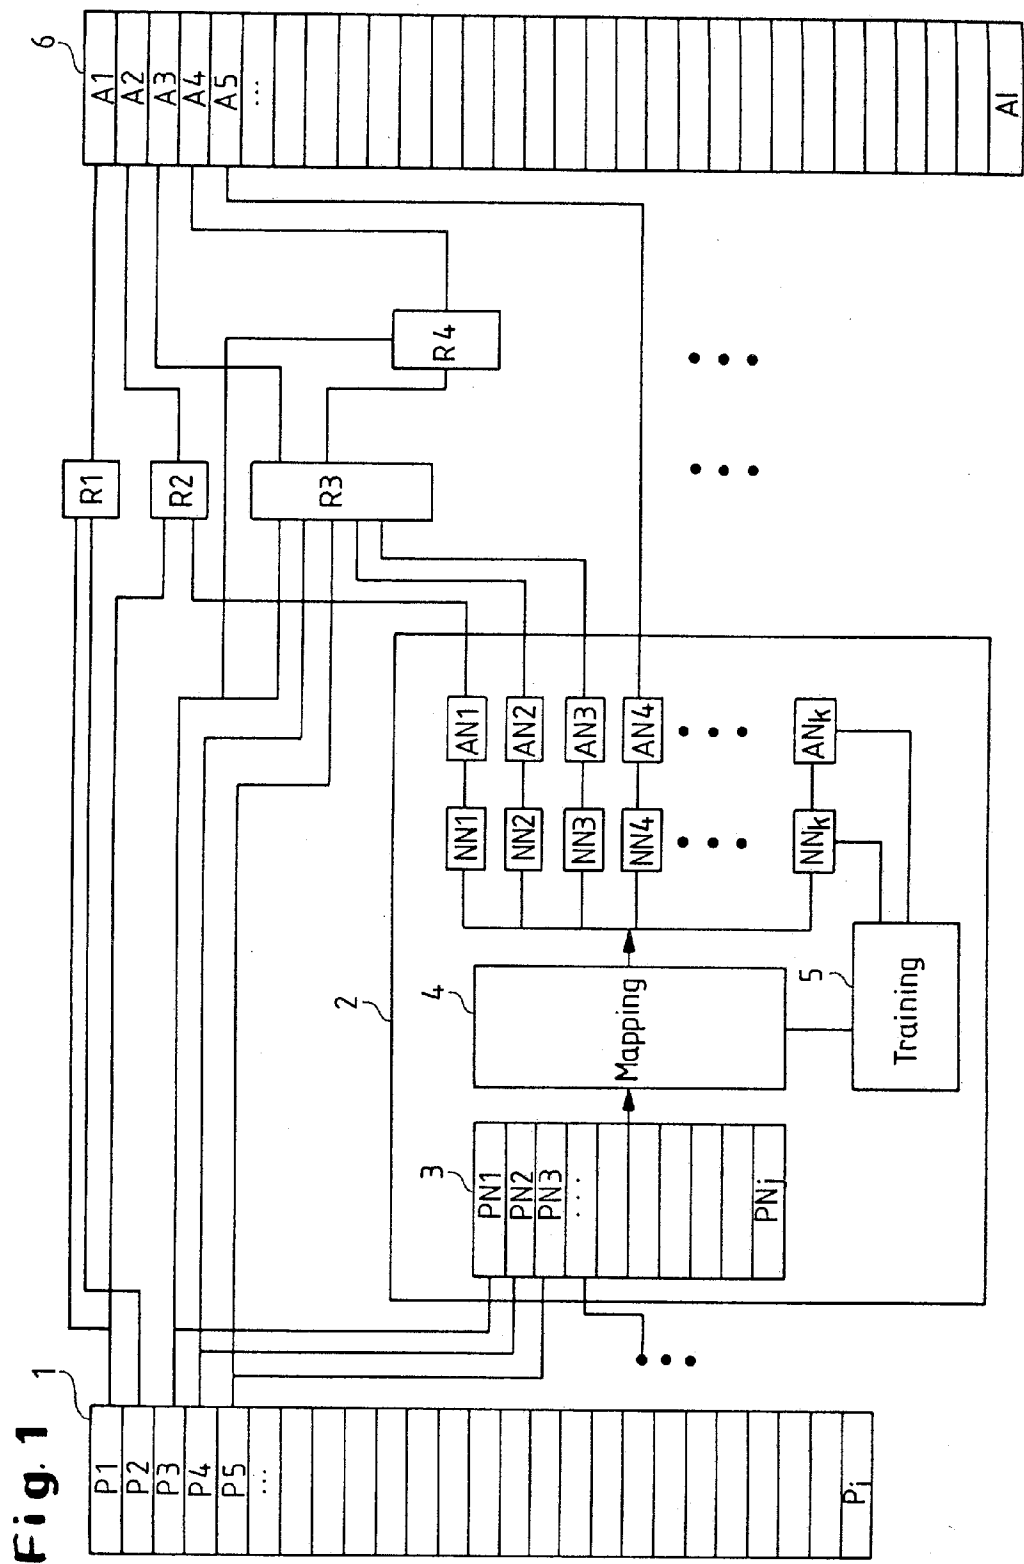 Fig. 1
1
P1
P2
P3
P4
P5
...
Pi
2
3
PN1
PN2
PN3
...
PNj
4
Mapping
5
Training
NN1
AN1
NN2
AN2
NN3
AN3
NN4
AN4
NNk
ANk
R1
R2
R3
R4
6
A1
A2
A3
A4
A5
...
Al